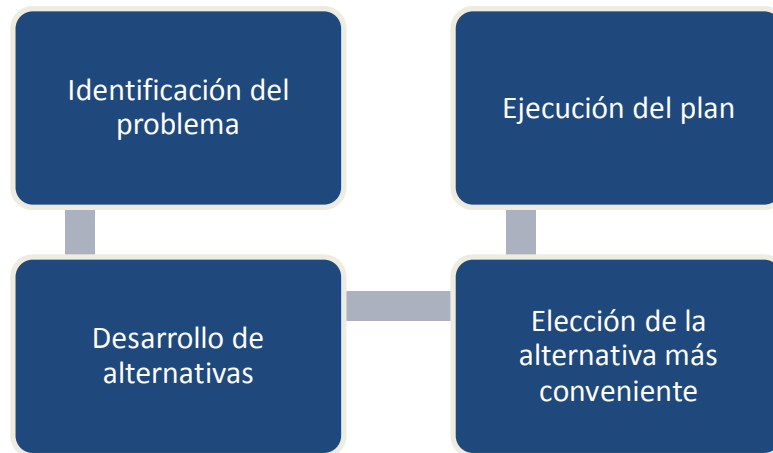 Identificación del
problema
Desarrollo de
alternativas
Elección de la
alternativa más
conveniente
Ejecución del plan